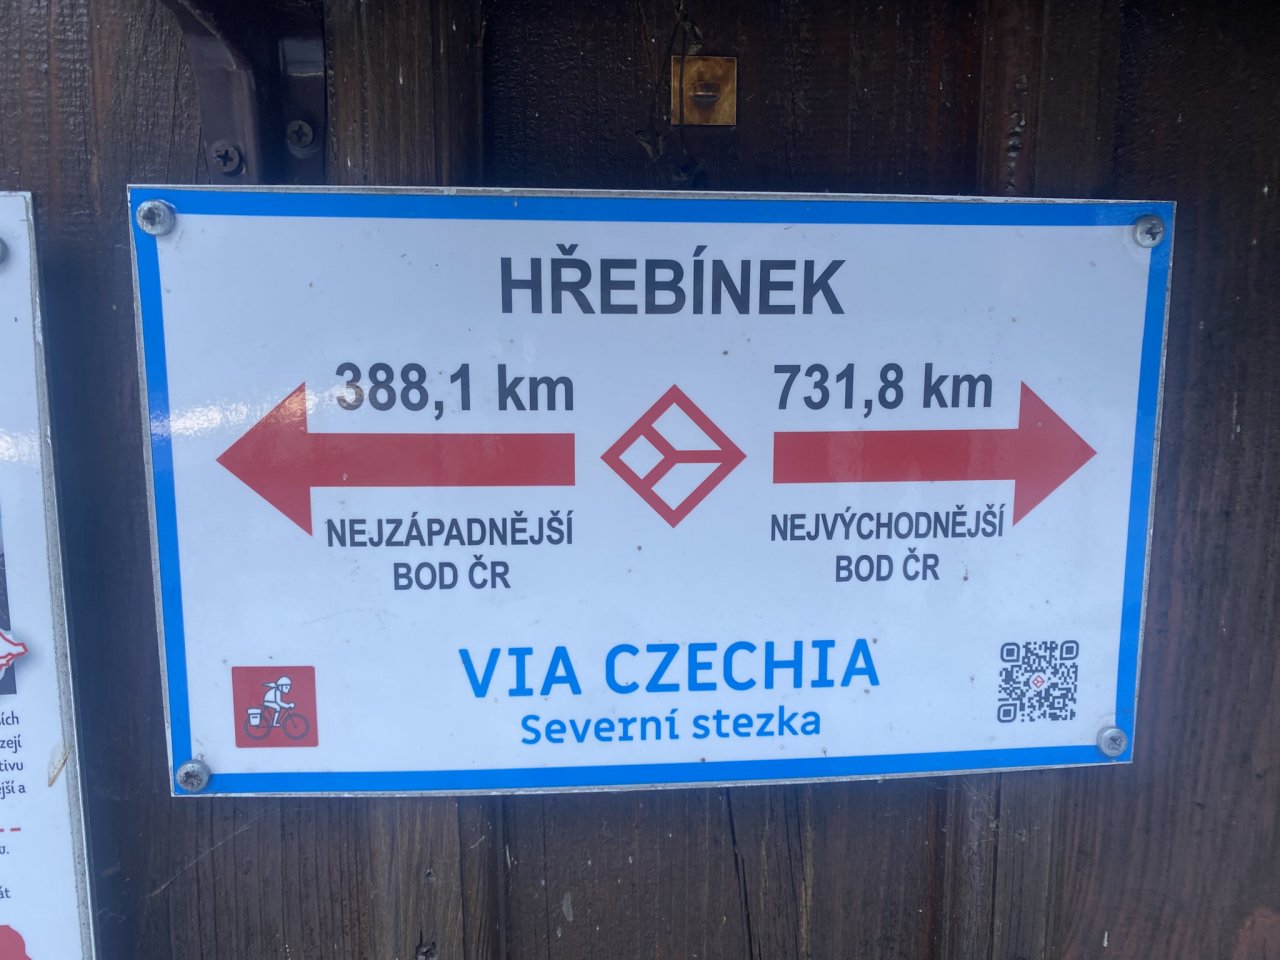 HŘEBÍNEK
388,1 km
731,8 km
NEJZÁPADNĚJŠÍ
BOD ČR
NEJVÝCHODNĚJŠÍ
BOD ČR
VIA CZECHIA
Severní stezka